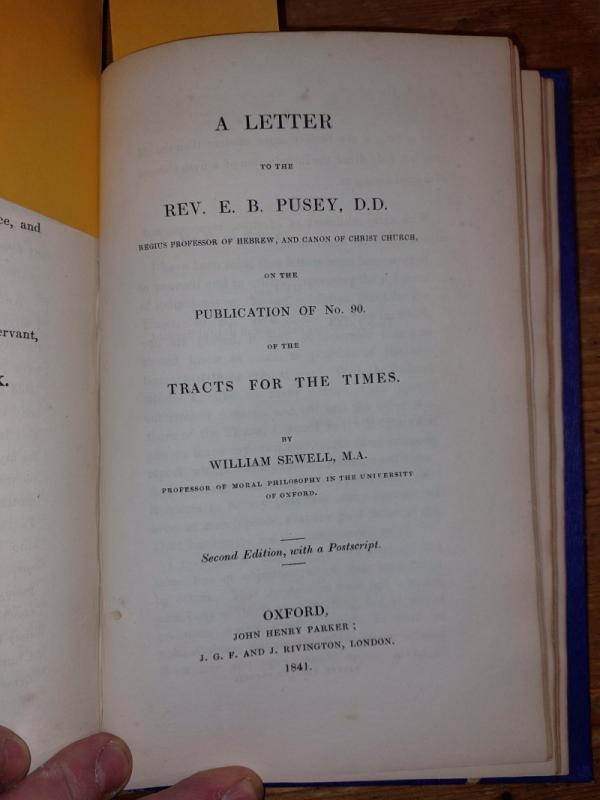 ce, and
ervant,
K.
A LETTER
TO THE
REV. E. B. PUSEY, D.D.
REGIUS PROFESSOR OF HEBREW, AND CANON OF CHRIST CHURCH,
ON THE
PUBLICATION OF No. 90.
OF THE
TRACTS FOR THE TIMES.
BY
WILLIAM SEWELL, M.A.
PROFESSOR OF MORAL PHILOSOPHY IN THE UNIVERSITY
OF OXFORD.
Second Edition, with a Postscript.
OXFORD,
JOHN HENRY PARKER;
J. G. F. AND J. RIVINGTON, LONDON.
1841.